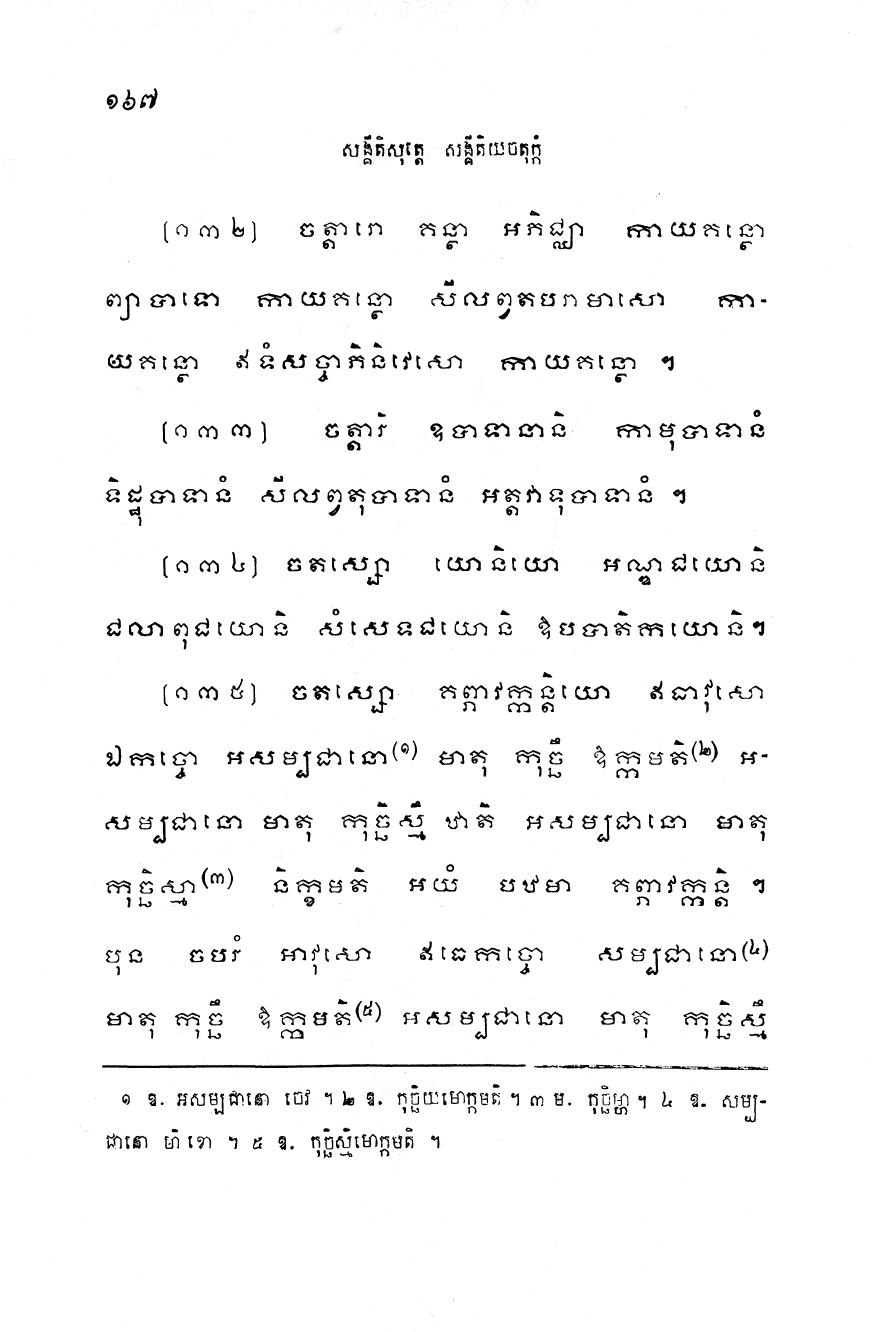 ១៦៧
សង្គីតិសុត្តេ សង្គីតិយចតុក្កំ
(១៣២) ចត្តារោ គន្ថា អភិជ្ឈា កាយគន្ថោ
ព្យាបាទោ កាយគន្ថោ សីលព្វតបរាមាសោ កា-
យគន្ថោ ឥទំសច្ចាភិនិវេសោ កាយគន្ថោ ។
(១៣៣) ចត្តារិ ឧបាទានានិ កាមុបាទានំ
ទិដ្ឋុបាទានំ សីលព្វតុបាទានំ អត្តវាទុបាទានំ ។
(១៣៤) ចតស្សោ យោនិយោ អណ្ឌជយោនិ
ជលាពុជយោនិ សំសេទជយោនិ ឱបបាតិកយោនិ។
(១៣៥) ចតស្សោ គព្ភាវក្កន្តិយោ ឥធាវុសោ
ឯកច្ចោ អសម្បជានោ(១) មាតុ កុច្ឆឹ ឱក្កមតិ(២) អ-
សម្បជានោ មាតុ កុច្ឆិស្មឹ ឋាតិ អសម្បជានោ មាតុ
កុច្ឆិស្មា(៣) និក្ខមតិ អយំ បឋមា គព្ភាវក្កន្តិ ។
បុន ចបរំ អាវុសោ ឥធេកច្ចោ សម្បជានោ(៤)
មាតុ កុច្ឆឹ ឱក្កមតិ(៥) អសម្បជានោ មាតុ កុច្ឆិស្មឹ
១ ឧ. អសម្បជានោ ចេវ ។ ២ ឧ. កុច្ឆិយមោក្កមតិ ។ ៣ ម. កុច្ឆិម្ហា ។ ៤ ឧ. សម្ប-
ជានោ ហិ ខោ ។ ៥ ឧ. កុច្ឆិស្មឹមោក្កមតិ ។